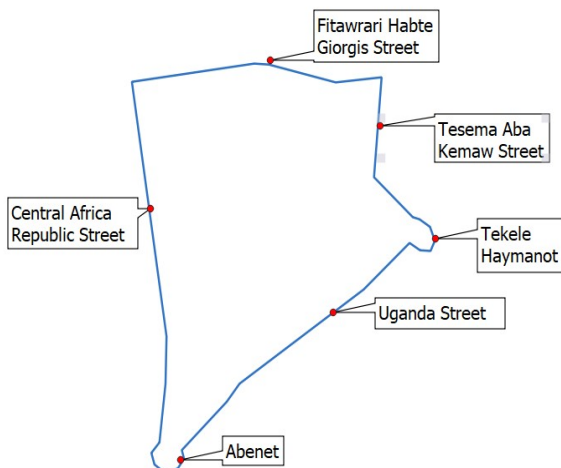 Fitawrari Habte
Giorgis Street
Tesema Aba
Kemaw Street
Central Africa
Republic Street
Tekele
Haymanot
Uganda Street
Abenet